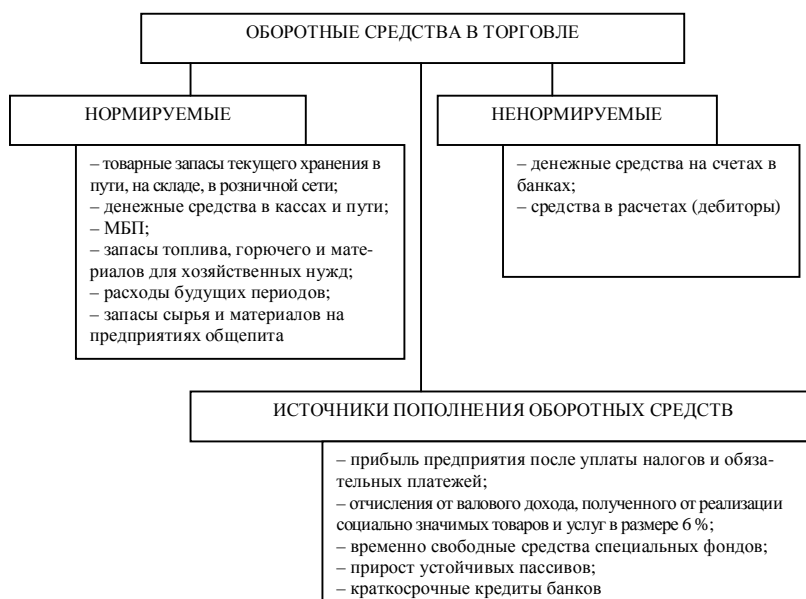 ОБОРОТНЫЕ СРЕДСТВА В ТОРГОВЛЕ
НОРМИРУЕМЫЕ
– товарные запасы текущего хранения в
пути, на складе, в розничной сети;
– денежные средства в кассах и пути;
– МБП;
– запасы топлива, горючего и мате-
риалов для хозяйственных нужд;
– расходы будущих периодов;
– запасы сырья и материалов на
предприятиях общепита
НЕНОРМИРУЕМЫЕ
– денежные средства на счетах в
банках;
– средства в расчетах (дебиторы)
ИСТОЧНИКИ ПОПОЛНЕНИЯ ОБОРОТНЫХ СРЕДСТВ
– прибыль предприятия после уплаты налогов и обяза-
тельных платежей;
– отчисления от валового дохода, полученного от реализации
социально значимых товаров и услуг в размере 6 %;
– временно свободные средства специальных фондов;
– прирост устойчивых пассивов;
– краткосрочные кредиты банков